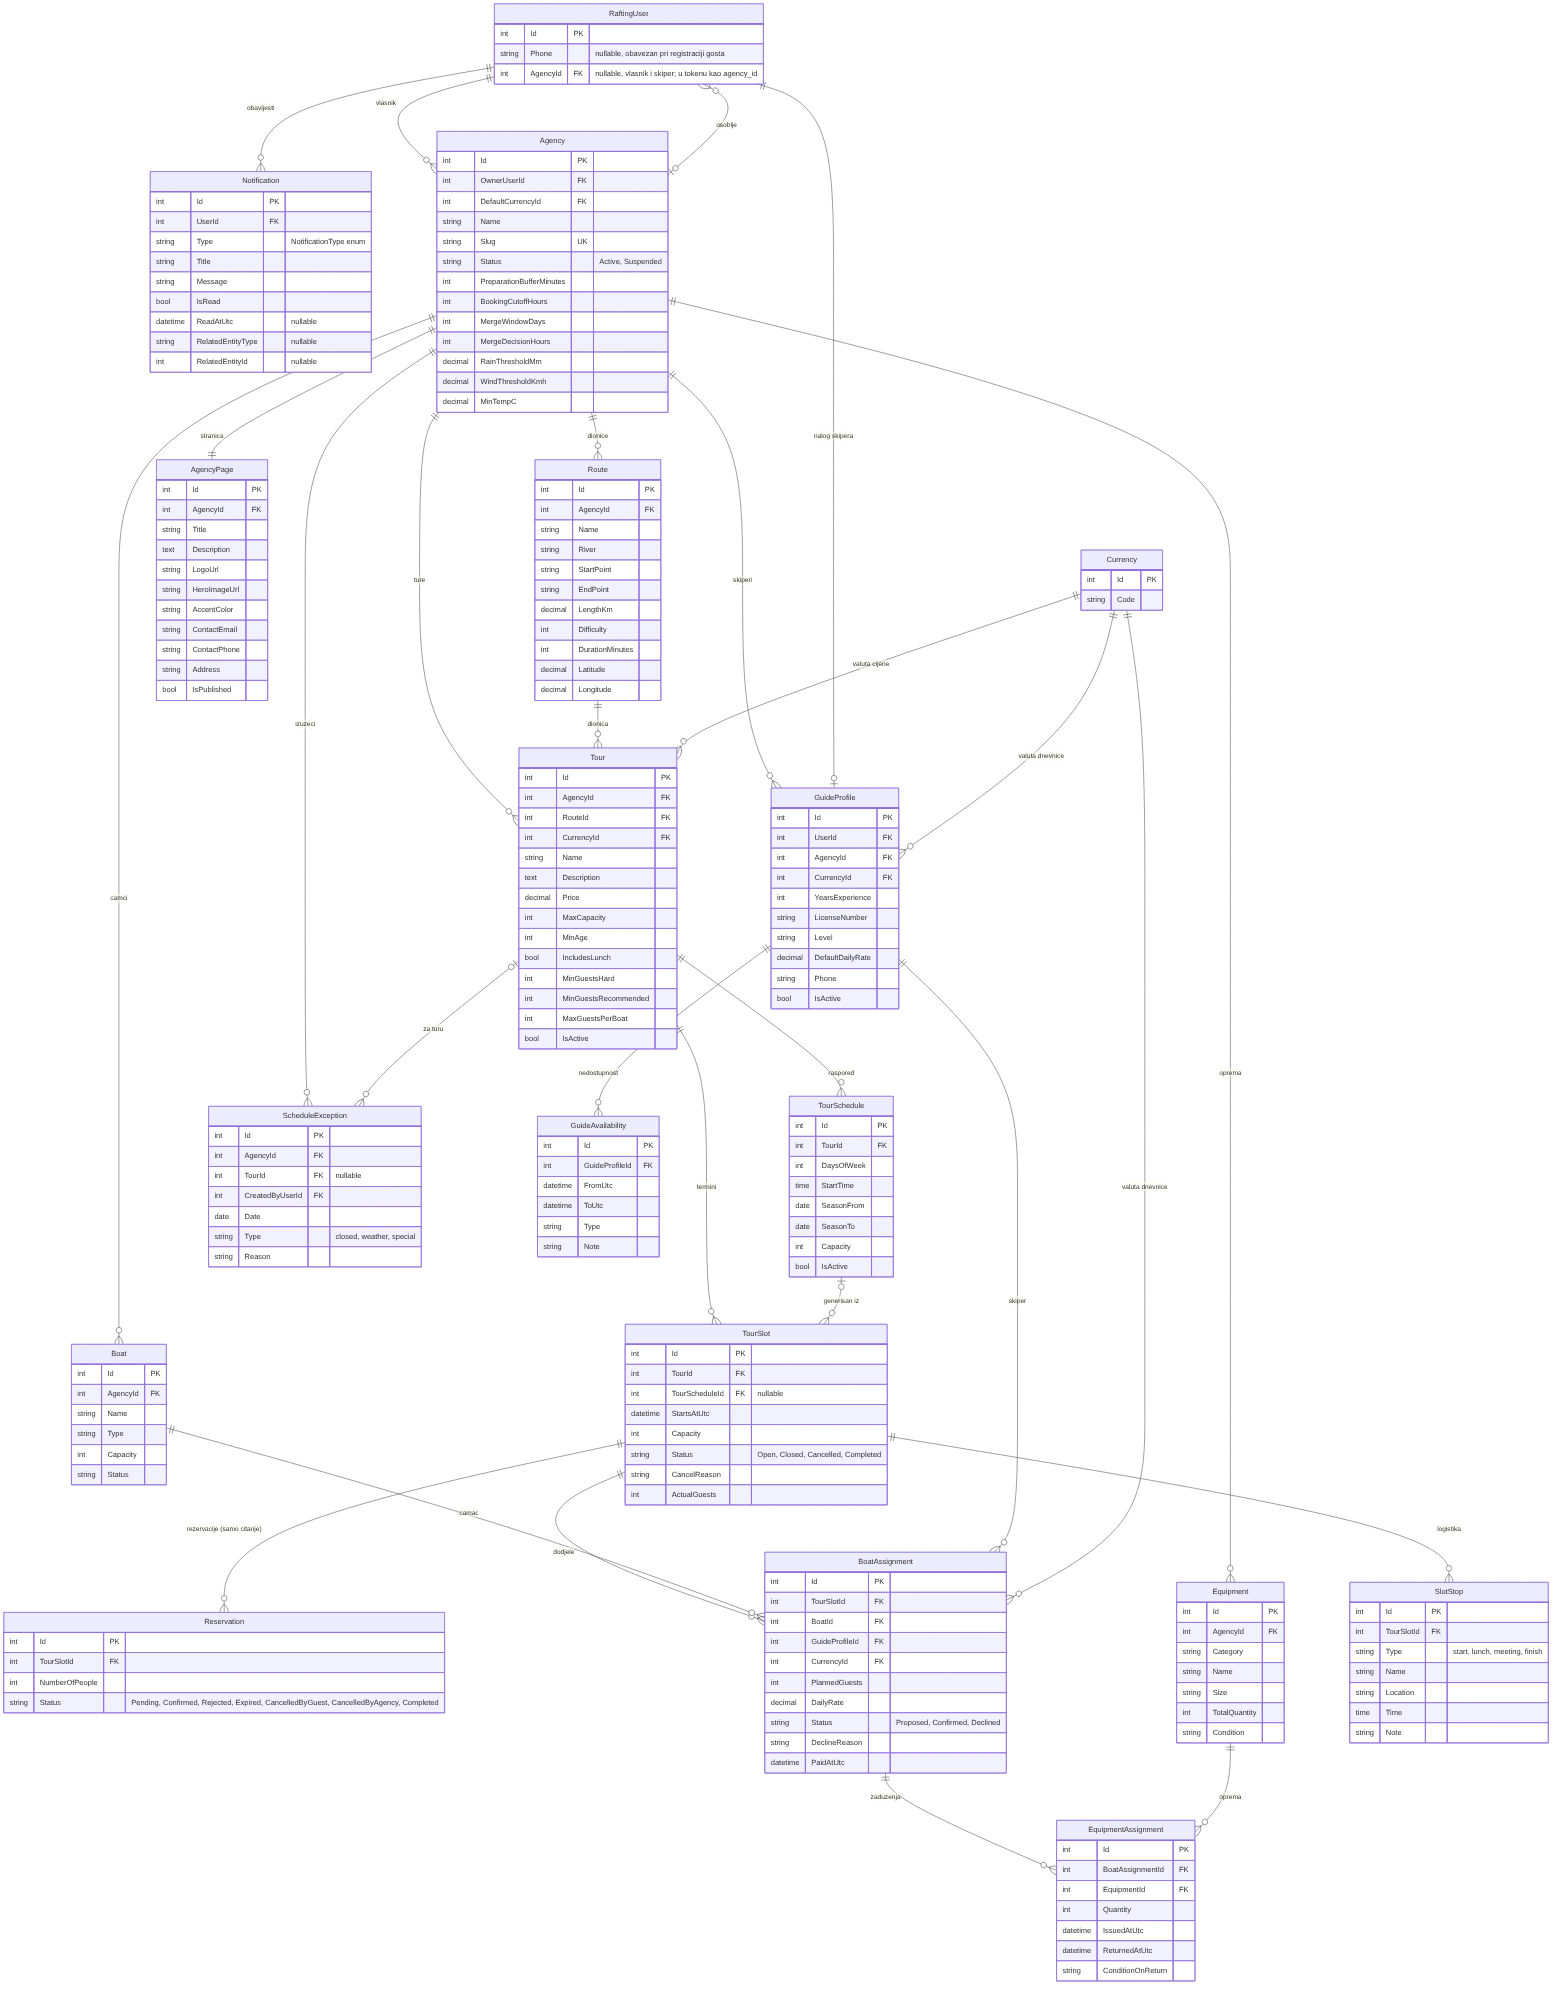 RaftingUser
int Id PK
string Phone nullable, obavezan pri registraciji gosta
int AgencyId FK nullable, vlasnik i skiper; u tokenu kao agency_id
obavijesti
vlasnik
osoblje
Agency
int Id PK
int OwnerUserId FK
int DefaultCurrencyId FK
string Name
string Slug UK
string Status Active, Suspended
int PreparationBufferMinutes
int BookingCutoffHours
int MergeWindowDays
int MergeDecisionHours
decimal RainThresholdMm
decimal WindThresholdKmh
decimal MinTempC
Notification
int Id PK
int UserId FK
string Type NotificationType enum
string Title
string Message
bool IsRead
datetime ReadAtUtc nullable
string RelatedEntityType nullable
int RelatedEntityId nullable
stranica
dionice
nalog skipera
AgencyPage
int Id PK
int AgencyId FK
string Title
text Description
string LogoUrl
string HeroImageUrl
string AccentColor
string ContactEmail
string ContactPhone
string Address
bool IsPublished
Route
int Id PK
int AgencyId FK
string Name
string River
string StartPoint
string EndPoint
decimal LengthKm
int Difficulty
int DurationMinutes
decimal Latitude
decimal Longitude
Currency
int Id PK
string Code
ture
skiperi
valuta cijene
izuzeci
dionica
valuta dnevnice
Tour
int Id PK
int AgencyId FK
int RouteId FK
int CurrencyId FK
string Name
text Description
decimal Price
int MaxCapacity
int MinAge
bool IncludesLunch
int MinGuestsHard
int MinGuestsRecommended
int MaxGuestsPerBoat
bool IsActive
GuideProfile
int Id PK
int UserId FK
int AgencyId FK
int CurrencyId FK
int YearsExperience
string LicenseNumber
string Level
decimal DefaultDailyRate
string Phone
bool IsActive
camci
za turu
nedostupnost
raspored
oprema
ScheduleException
int Id PK
int AgencyId FK
int TourId FK nullable
int CreatedByUserId FK
date Date
string Type closed, weather, special
string Reason
GuideAvailability
int Id PK
int GuideProfileId FK
datetime FromUtc
datetime ToUtc
string Type
string Note
TourSchedule
int Id PK
int TourId FK
int DaysOfWeek
time StartTime
date SeasonFrom
date SeasonTo
int Capacity
bool IsActive
termini
valuta dnevnice
generisan iz
skiper
Boat
int Id PK
int AgencyId FK
string Name
string Type
int Capacity
string Status
TourSlot
int Id PK
int TourId FK
int TourScheduleId FK nullable
datetime StartsAtUtc
int Capacity
string Status Open, Closed, Cancelled, Completed
string CancelReason
int ActualGuests
camac
rezervacije (samo citanje)
dodjele
logistika
Reservation
int Id PK
int TourSlotId FK
int NumberOfPeople
string Status Pending, Confirmed, Rejected, Expired, CancelledByGuest, CancelledByAgency, Completed
BoatAssignment
int Id PK
int TourSlotId FK
int BoatId FK
int GuideProfileId FK
int CurrencyId FK
int PlannedGuests
decimal DailyRate
string Status Proposed, Confirmed, Declined
string DeclineReason
datetime PaidAtUtc
Equipment
int Id PK
int AgencyId FK
string Category
string Name
string Size
int TotalQuantity
string Condition
SlotStop
int Id PK
int TourSlotId FK
string Type start, lunch, meeting, finish
string Name
string Location
time Time
string Note
zaduzenja
oprema
EquipmentAssignment
int Id PK
int BoatAssignmentId FK
int EquipmentId FK
int Quantity
datetime IssuedAtUtc
datetime ReturnedAtUtc
string ConditionOnReturn